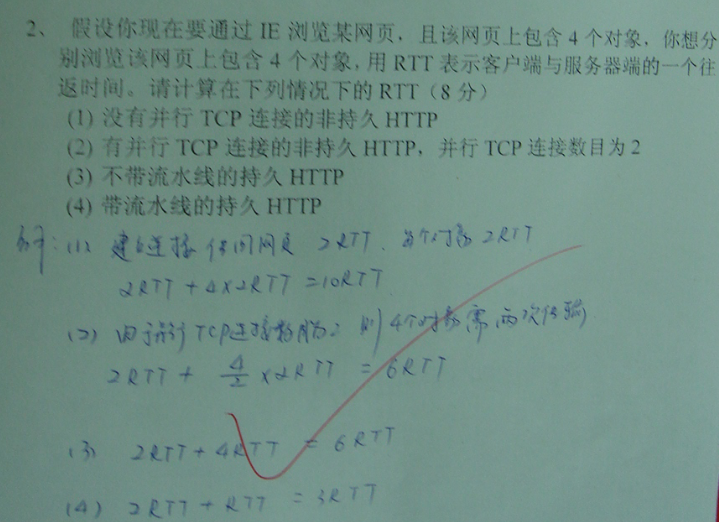 2、 假设你现在要通过 IE 浏览某网页，且该网页上包含 4 个对象，你想分
别浏览该网页上包含 4 个对象，用 RTT 表示客户端与服务器端的一个往
返时间。请计算在下列情况下的 RTT（8 分）
(1) 没有并行 TCP 连接的非持久 HTTP
(2) 有并行 TCP 连接的非持久 HTTP，并行 TCP 连接数目为 2
(3) 不带流水线的持久 HTTP
(4) 带流水线的持久 HTTP
解：(1) 建立连接 访问网页 2RTT. 每个对象 2RTT
2RTT + 4×2RTT = 10RTT
(2) 由于并行 TCP 连接数为2 则 4个对象需两次传输
2RTT + 4/2 ×2RTT = 6RTT
(3) 2RTT + 4RTT = 6RTT
(4) 2RTT + RTT = 3RTT